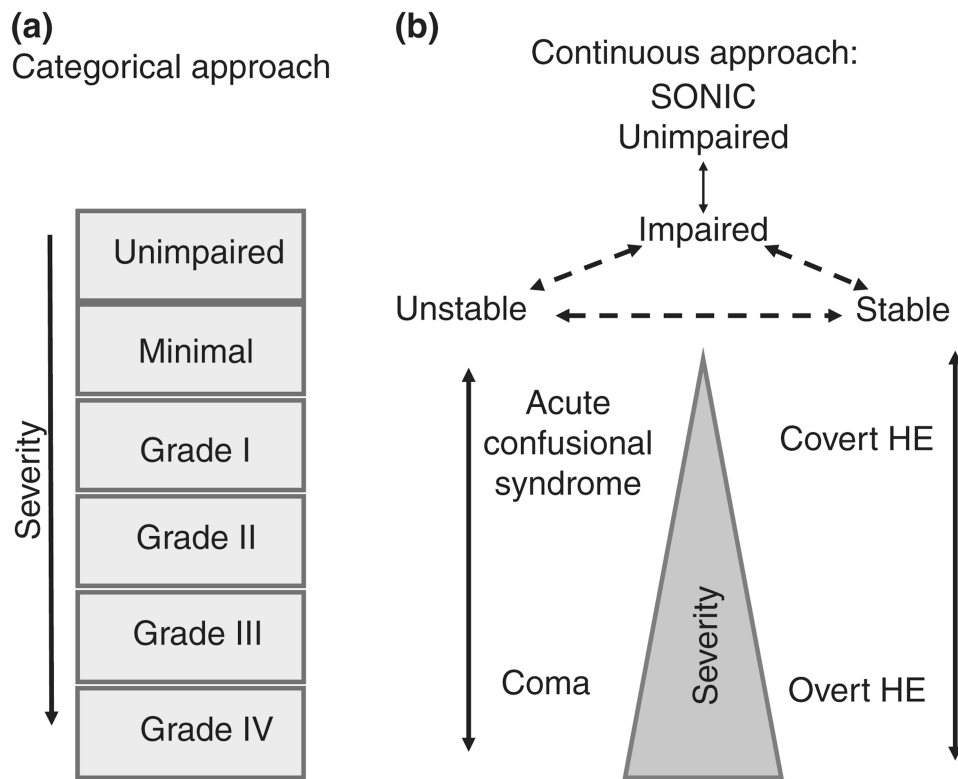 (a)
Categorical approach
Severity
Unimpaired
Minimal
Grade I
Grade II
Grade III
Grade IV
(b)
Continuous approach:
SONIC
Unimpaired
Impaired
Unstable
Stable
Acute
confusional
syndrome
Coma
Severity
Covert HE
Overt HE